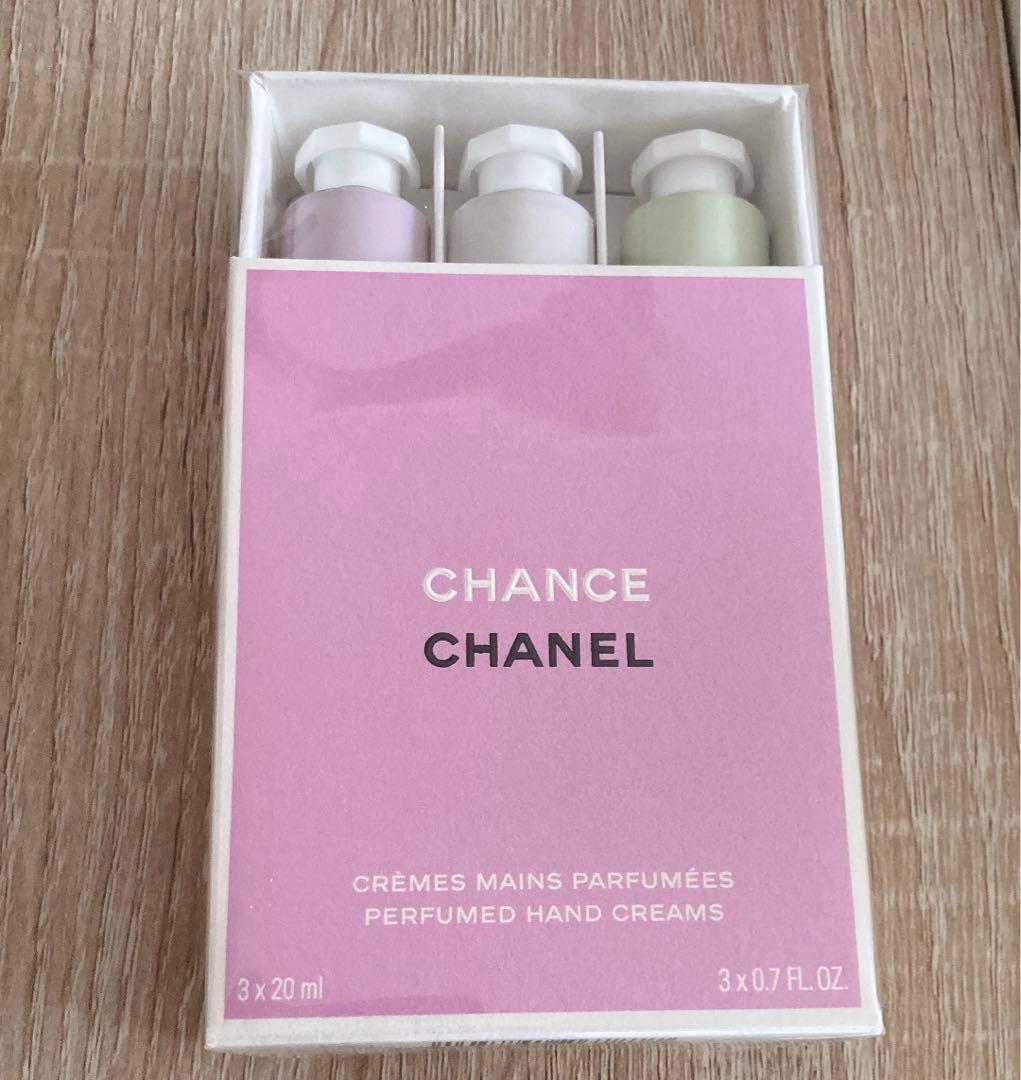 CHANCE
CHANEL
CRÈMES MAINS PARFUMÉES
PERFUMED HAND CREAMS
3 x 20 ml
3 x 0.7 FL. OZ.